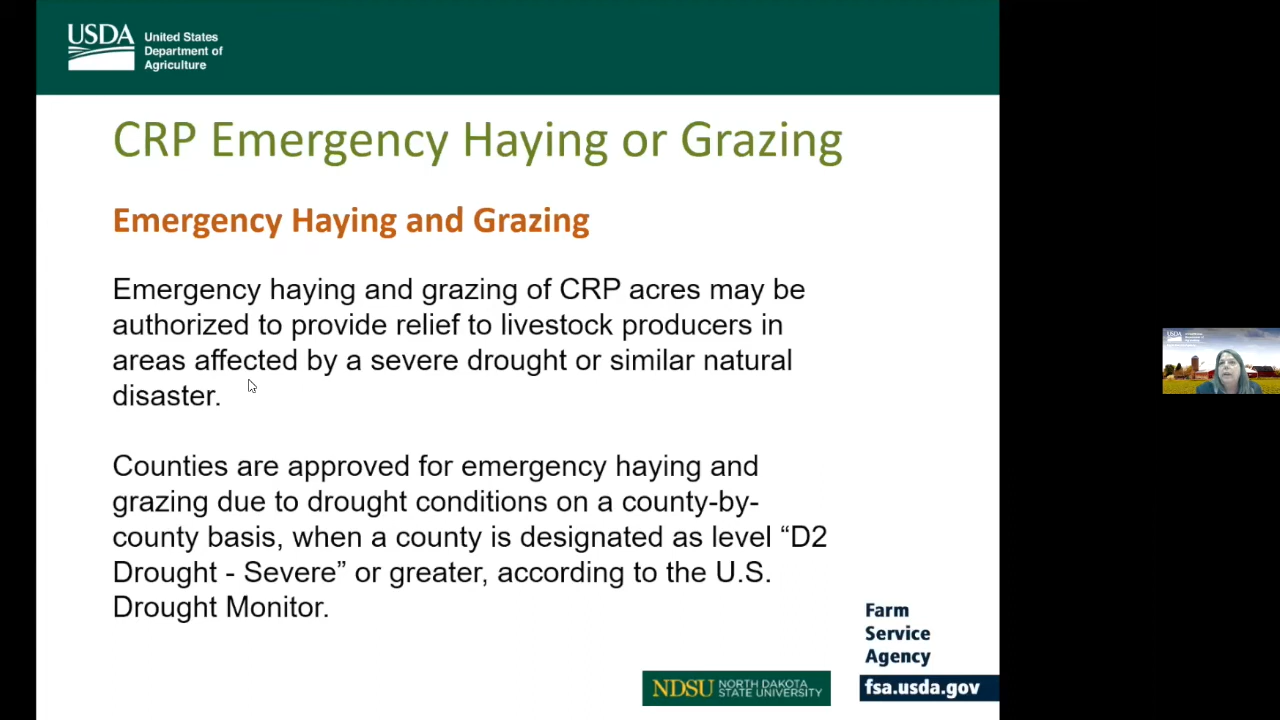 USDA
United States
Department of
Agriculture
CRP Emergency Haying or Grazing
Emergency Haying and Grazing
Emergency haying and grazing of CRP acres may be
authorized to provide relief to livestock producers in
areas affected by a severe drought or similar natural
disaster.
Counties are approved for emergency haying and
grazing due to drought conditions on a county-by-
county basis, when a county is designated as level “D2
Drought - Severe” or greater, according to the U.S.
Drought Monitor.
Farm
Service
Agency
fsa.usda.gov
NDSU
NORTH DAKOTA
STATE UNIVERSITY
USDA